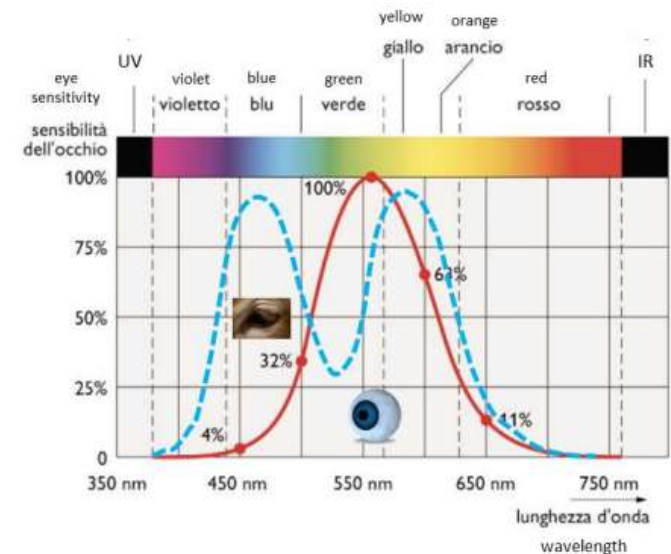 yellow orange
UV giallo arancio IR
eye violet blue green red
sensitivity violetto blu verde rosso
sensibilità
dell'occhio
100%
100%
75%
50%
32%
25%
4%
11%
0
350 nm 450 nm 550 nm 650 nm 750 nm
lunghezza d'onda
wavelength